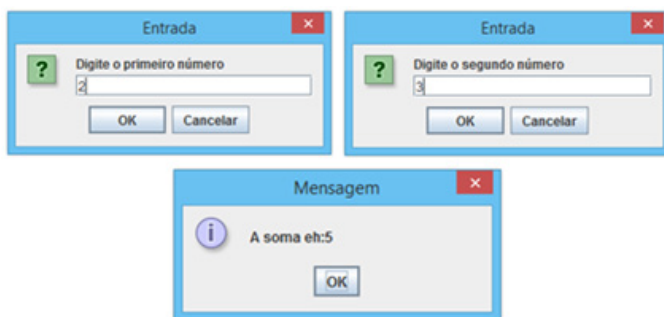 Entrada
Digite o primeiro número
2
OK Cancelar
Entrada
Digite o segundo número
3
OK Cancelar
Mensagem
A soma eh:5
OK